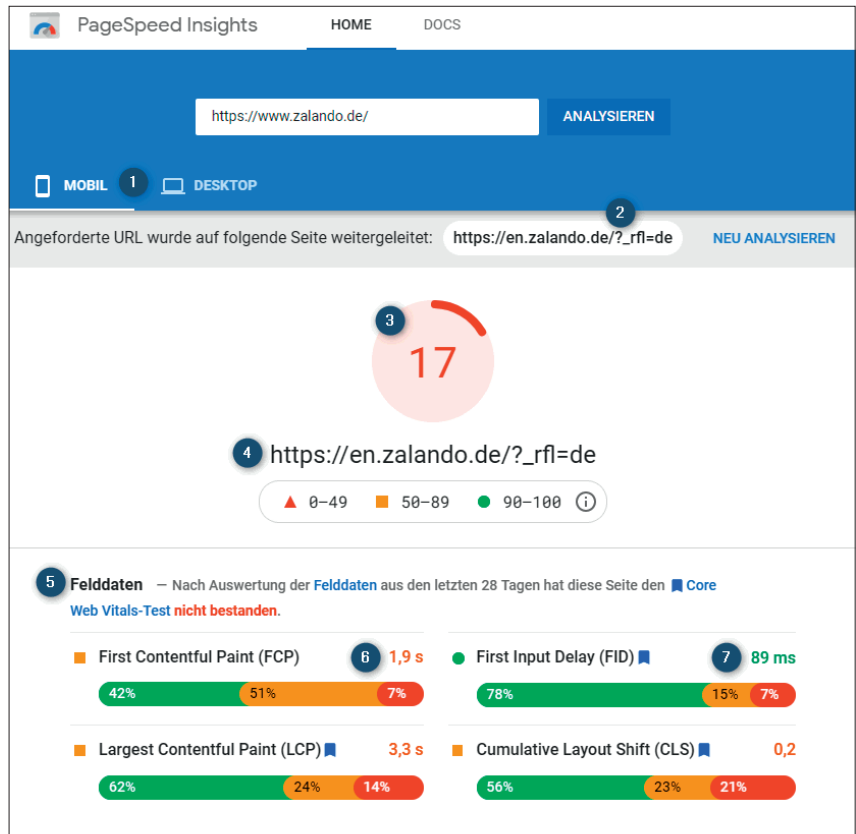 PageSpeed Insights HOME DOCS
https://www.zalando.de/ ANALYSIEREN
MOBIL 1 DESKTOP
2
Angeforderte URL wurde auf folgende Seite weitergeleitet: https://en.zalando.de/?_rfl=de NEU ANALYSIEREN
3
17
4 https://en.zalando.de/?_rfl=de
0–49 50–89 90–100
5 Felddaten — Nach Auswertung der Felddaten aus den letzten 28 Tagen hat diese Seite den Core
Web Vitals-Test nicht bestanden.
First Contentful Paint (FCP) 6 1,9 s
42% 51% 7%
First Input Delay (FID) 7 89 ms
78% 15% 7%
Largest Contentful Paint (LCP) 3,3 s
62% 24% 14%
Cumulative Layout Shift (CLS) 0,2
56% 23% 21%